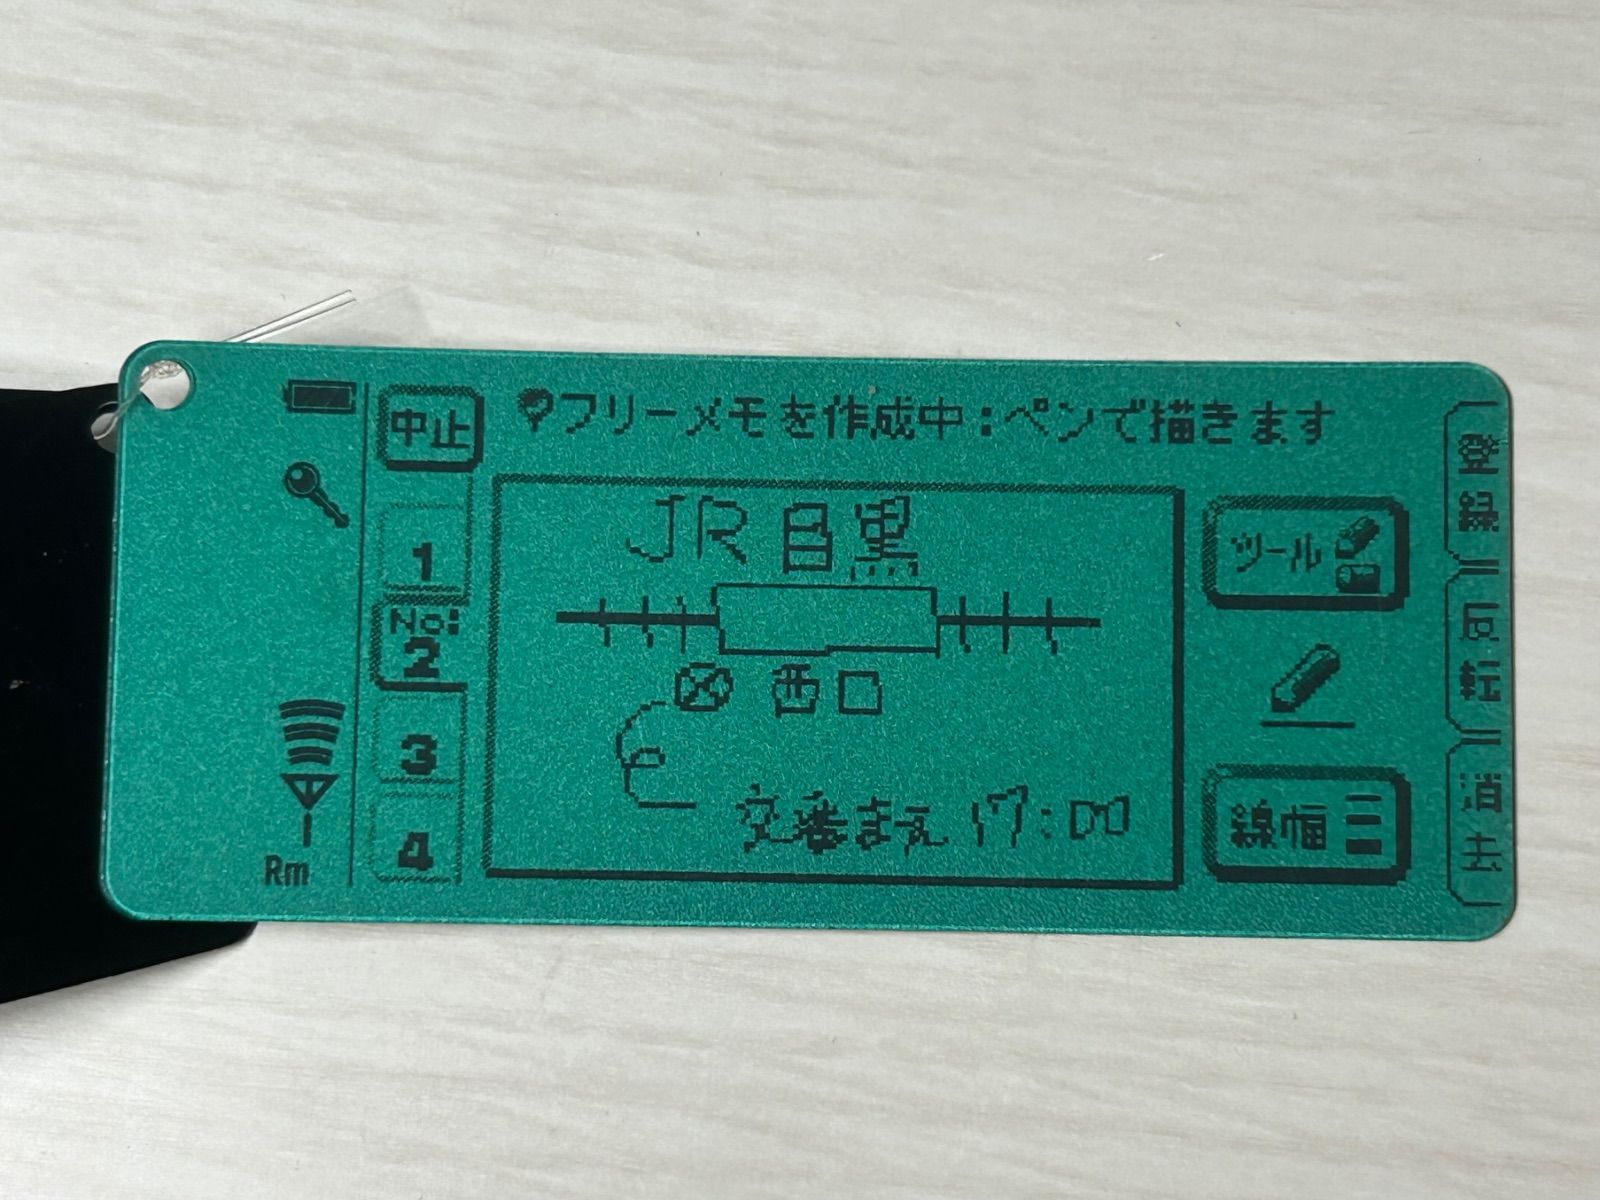 中止
フリーメモを作成中：ペンで描きます
1
No.
2
3
4
Rm
JR 目黒
西口
交番まえ 17:00
ツール
線幅
登録
反転
消去